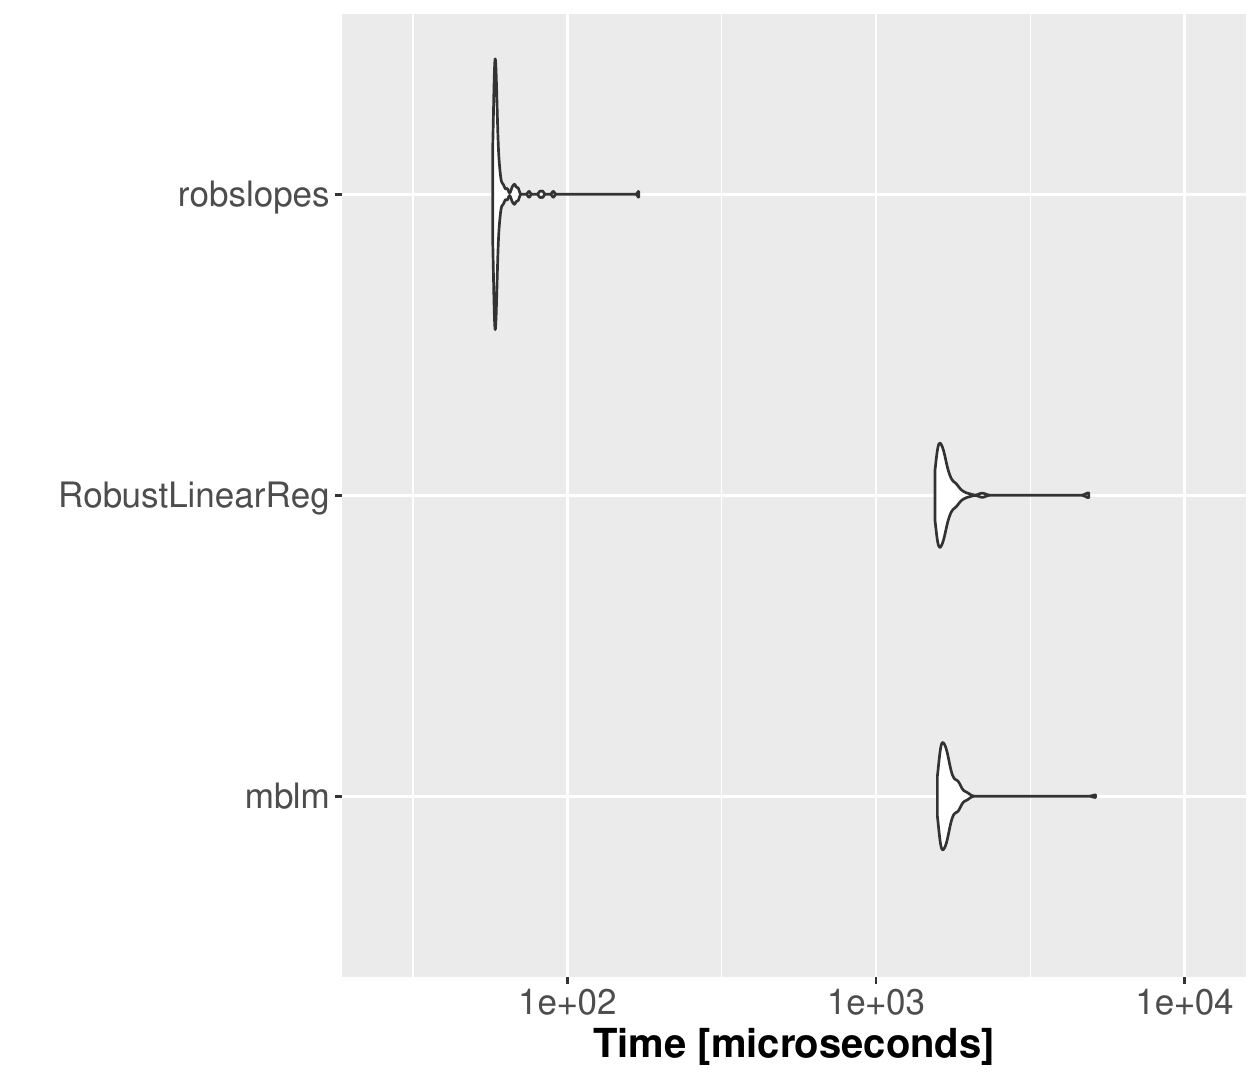 robslopes
RobustLinearReg
mblm
1e+02 1e+03 1e+04
Time [microseconds]